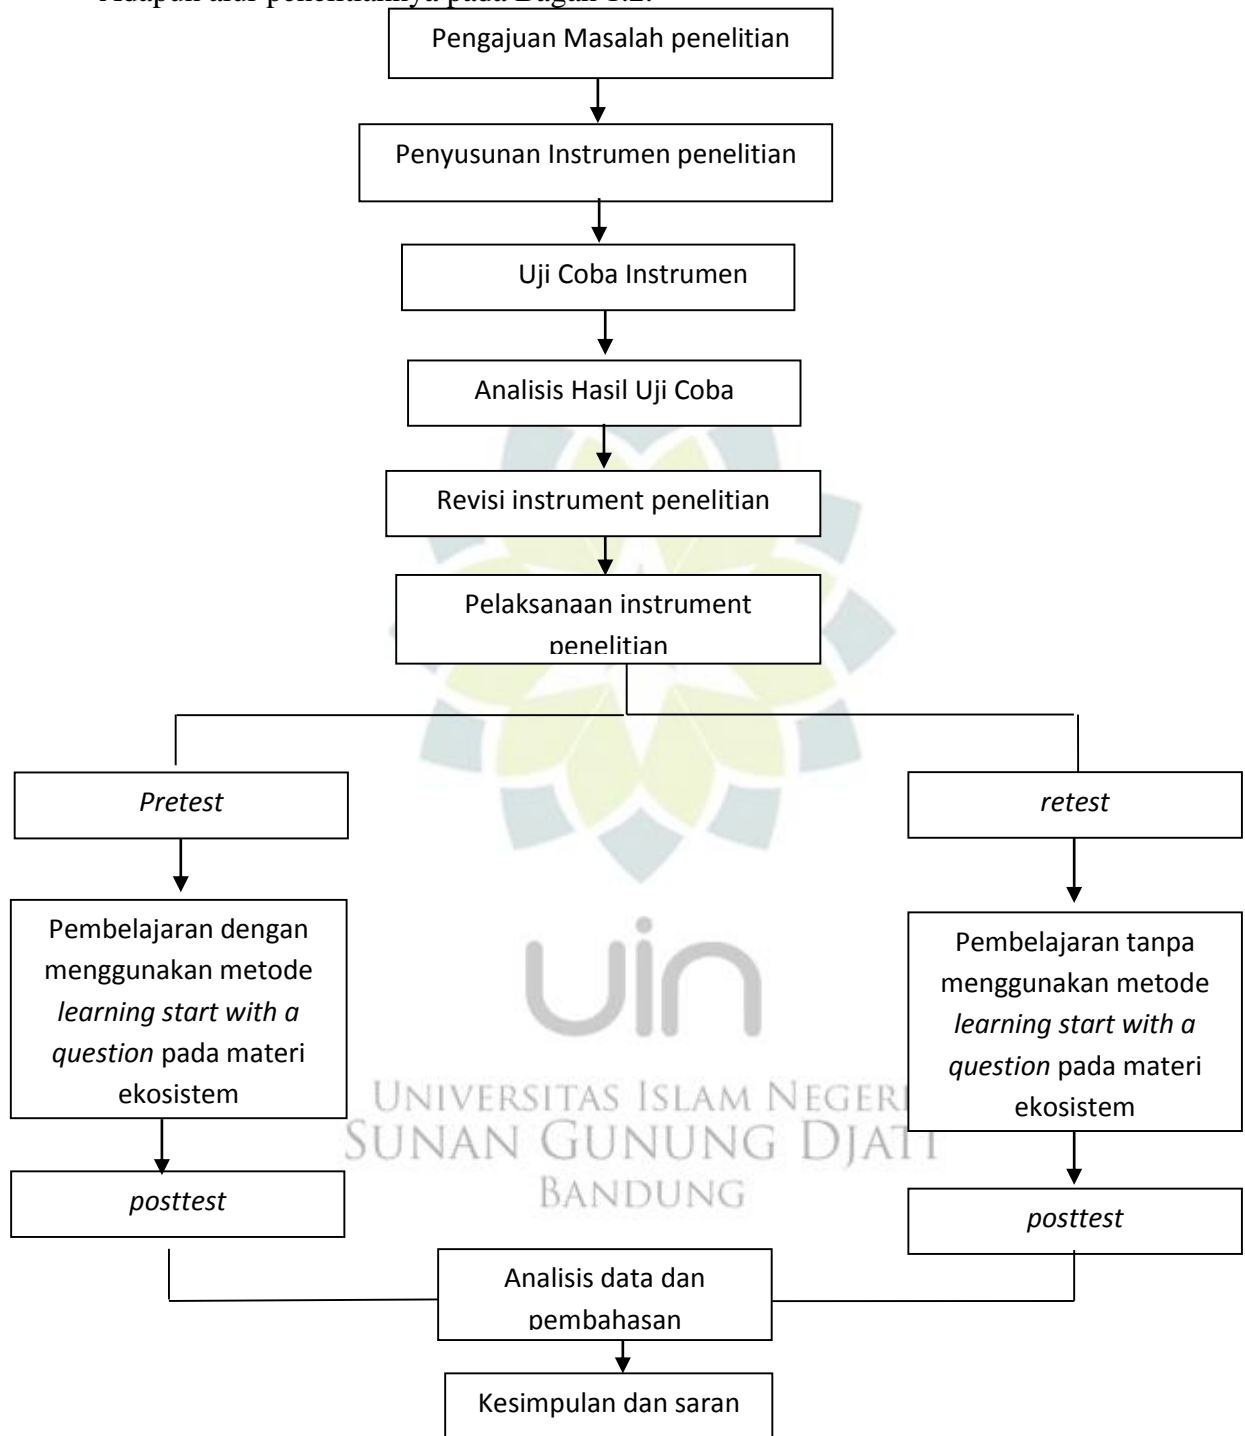 Adapun alur penelitiannya pada Bagan 1.2.
Pengajuan Masalah penelitian
Penyusunan Instrumen penelitian
Uji Coba Instrumen
Analisis Hasil Uji Coba
Revisi instrument penelitian
Pelaksanaan instrument
penelitian
Pretest
retest
Pembelajaran dengan
menggunakan metode
learning start with a
question pada materi
ekosistem
Pembelajaran tanpa
menggunakan metode
learning start with a
question pada materi
ekosistem
uin
UNIVERSITAS ISLAM NEGERI
SUNAN GUNUNG DJATI
BANDUNG
posttest
posttest
Analisis data dan
pembahasan
Kesimpulan dan saran